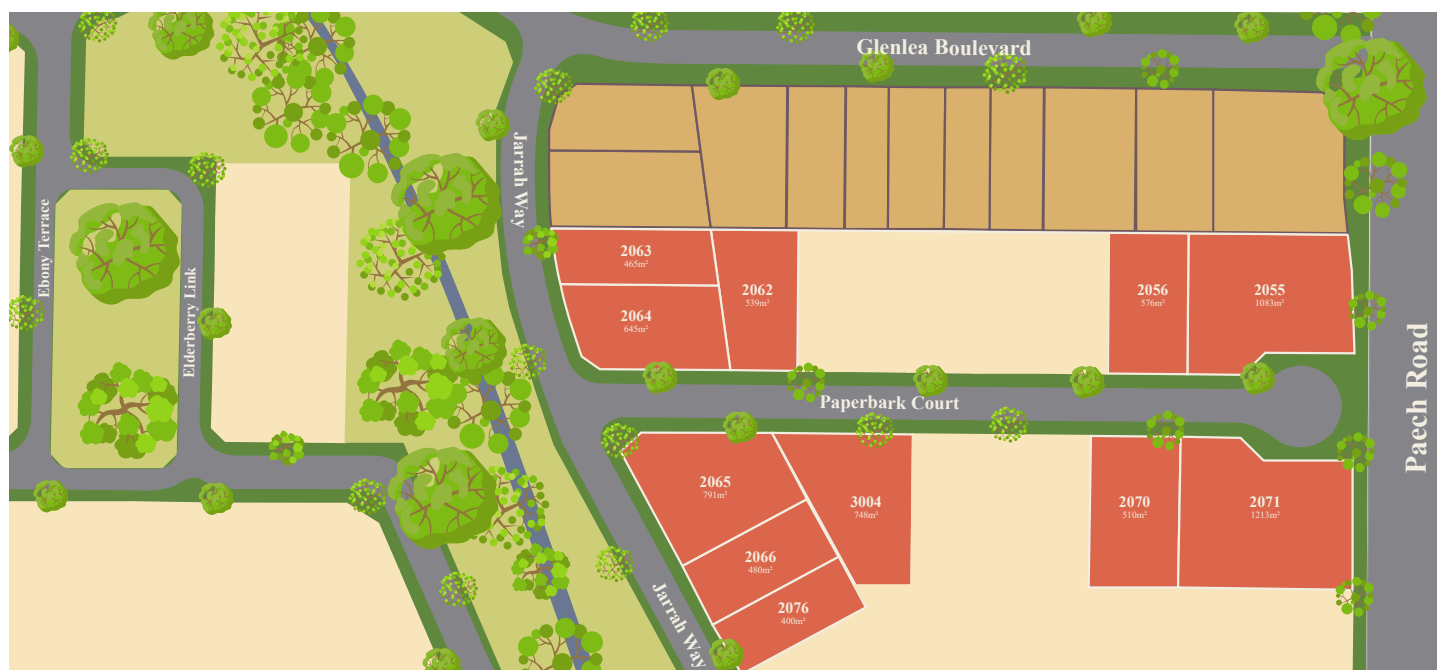 Glenlea Boulevard
Jarrah Way
Ebony Terrace
Elderberry Link
2063
465m²
2062
539m²
2064
645m²
2056
576m²
2055
1083m²
Paech Road
Paperbark Court
2065
791m²
3004
748m²
2070
510m²
2071
1213m²
2066
480m²
2076
400m²
Jarrah Way